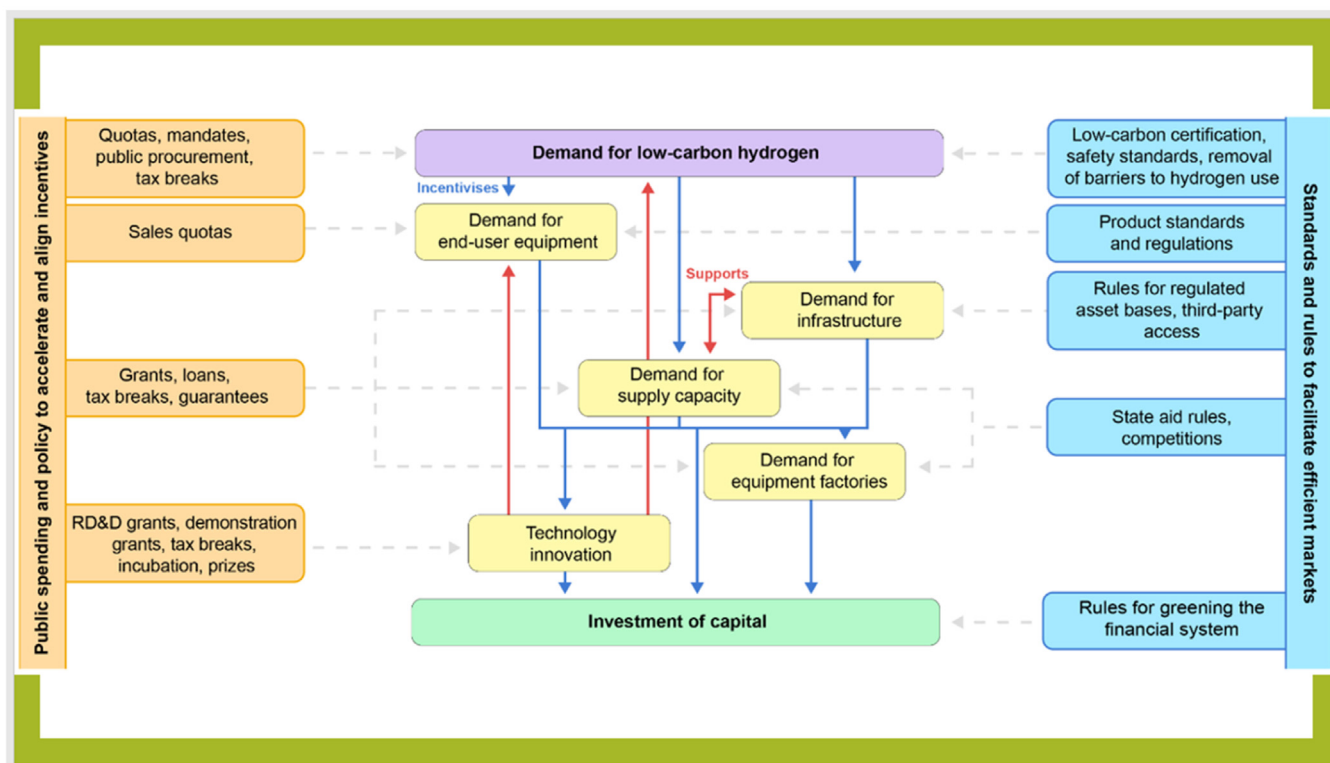 Public spending and policy to accelerate and align incentives
Quotas, mandates,
public procurement,
tax breaks
Sales quotas
Grants, loans,
tax breaks, guarantees
RD&D grants, demonstration
grants, tax breaks,
incubation, prizes
Demand for low-carbon hydrogen
Incentivises
Demand for
end-user equipment
Supports
Demand for
infrastructure
Demand for
supply capacity
Demand for
equipment factories
Technology
innovation
Investment of capital
Low-carbon certification,
safety standards, removal
of barriers to hydrogen use
Product standards
and regulations
Rules for regulated
asset bases, third-party
access
State aid rules,
competitions
Rules for greening the
financial system
Standards and rules to facilitate efficient markets